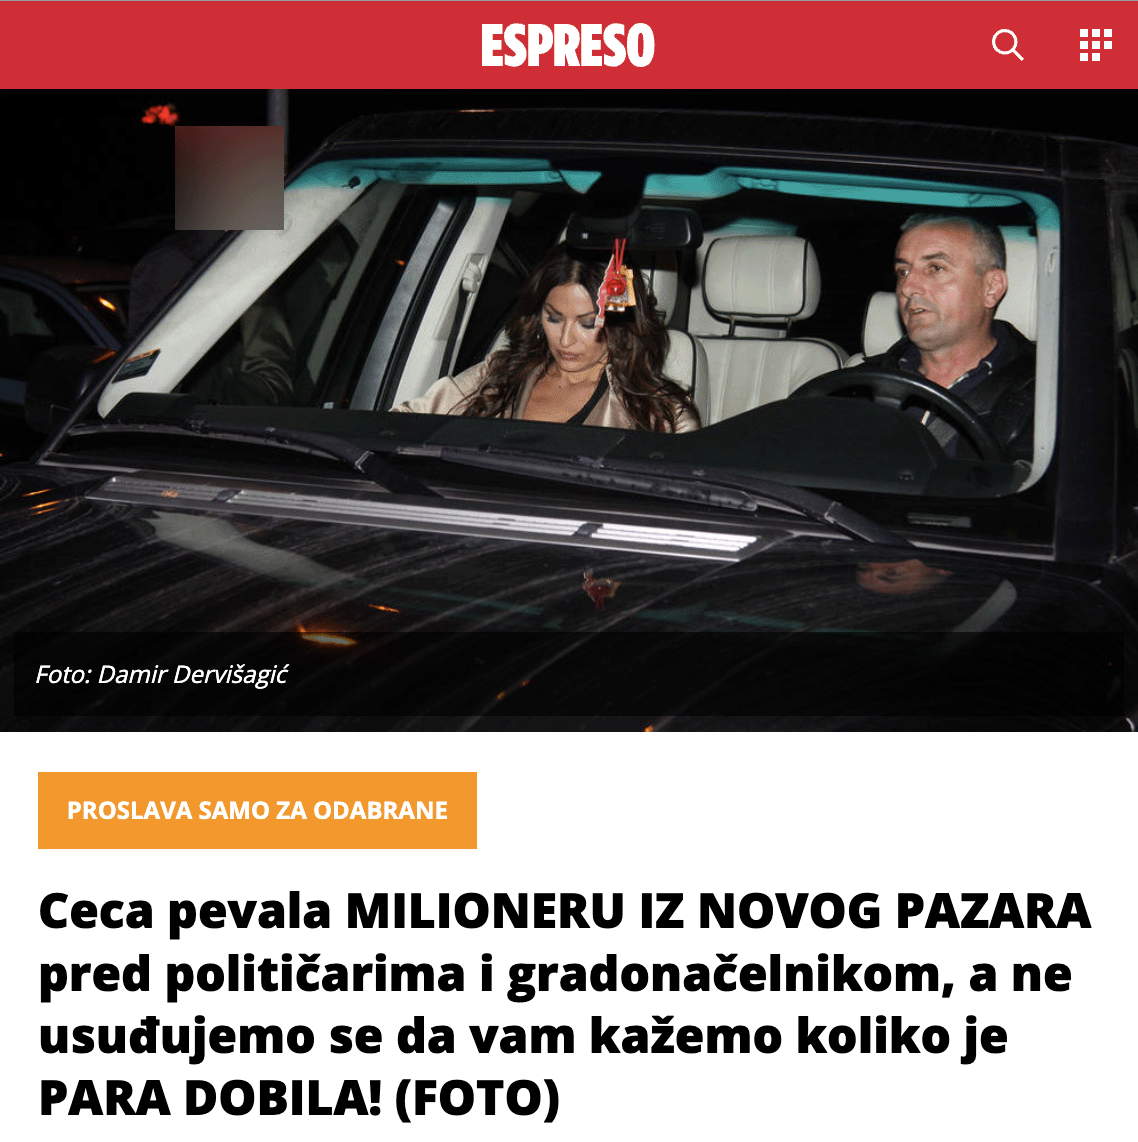 ESPRESO
Foto: Damir Dervišagić
PROSLAVA SAMO ZA ODABRANE
Ceca pevala MILIONERU IZ NOVOG PAZARA
pred političarima i gradonačelnikom, a ne
usuđujemo se da vam kažemo koliko je
PARA DOBILA! (FOTO)